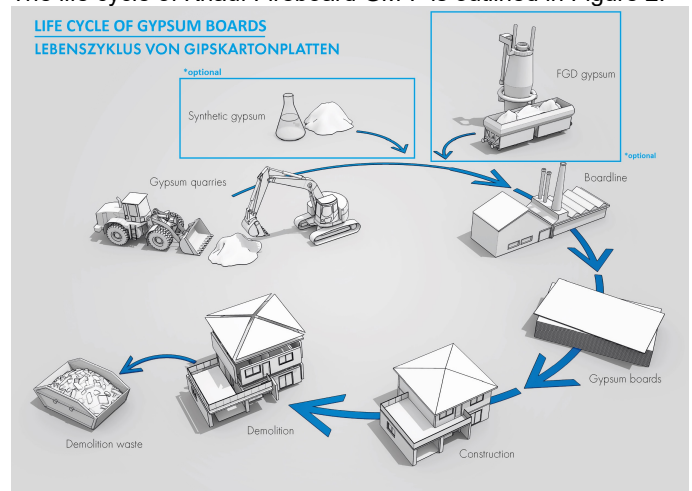 The life cycle of Knauf Fireboard is outlined in Figure 2.
LIFE CYCLE OF GYPSUM BOARDS
LEBENSZYKLUS VON GIPSKARTONPLATTEN
*optional
Synthetic gypsum
FGD gypsum
*optional
Gypsum quarries
Boardline
Gypsum boards
Construction
Demolition
Demolition waste